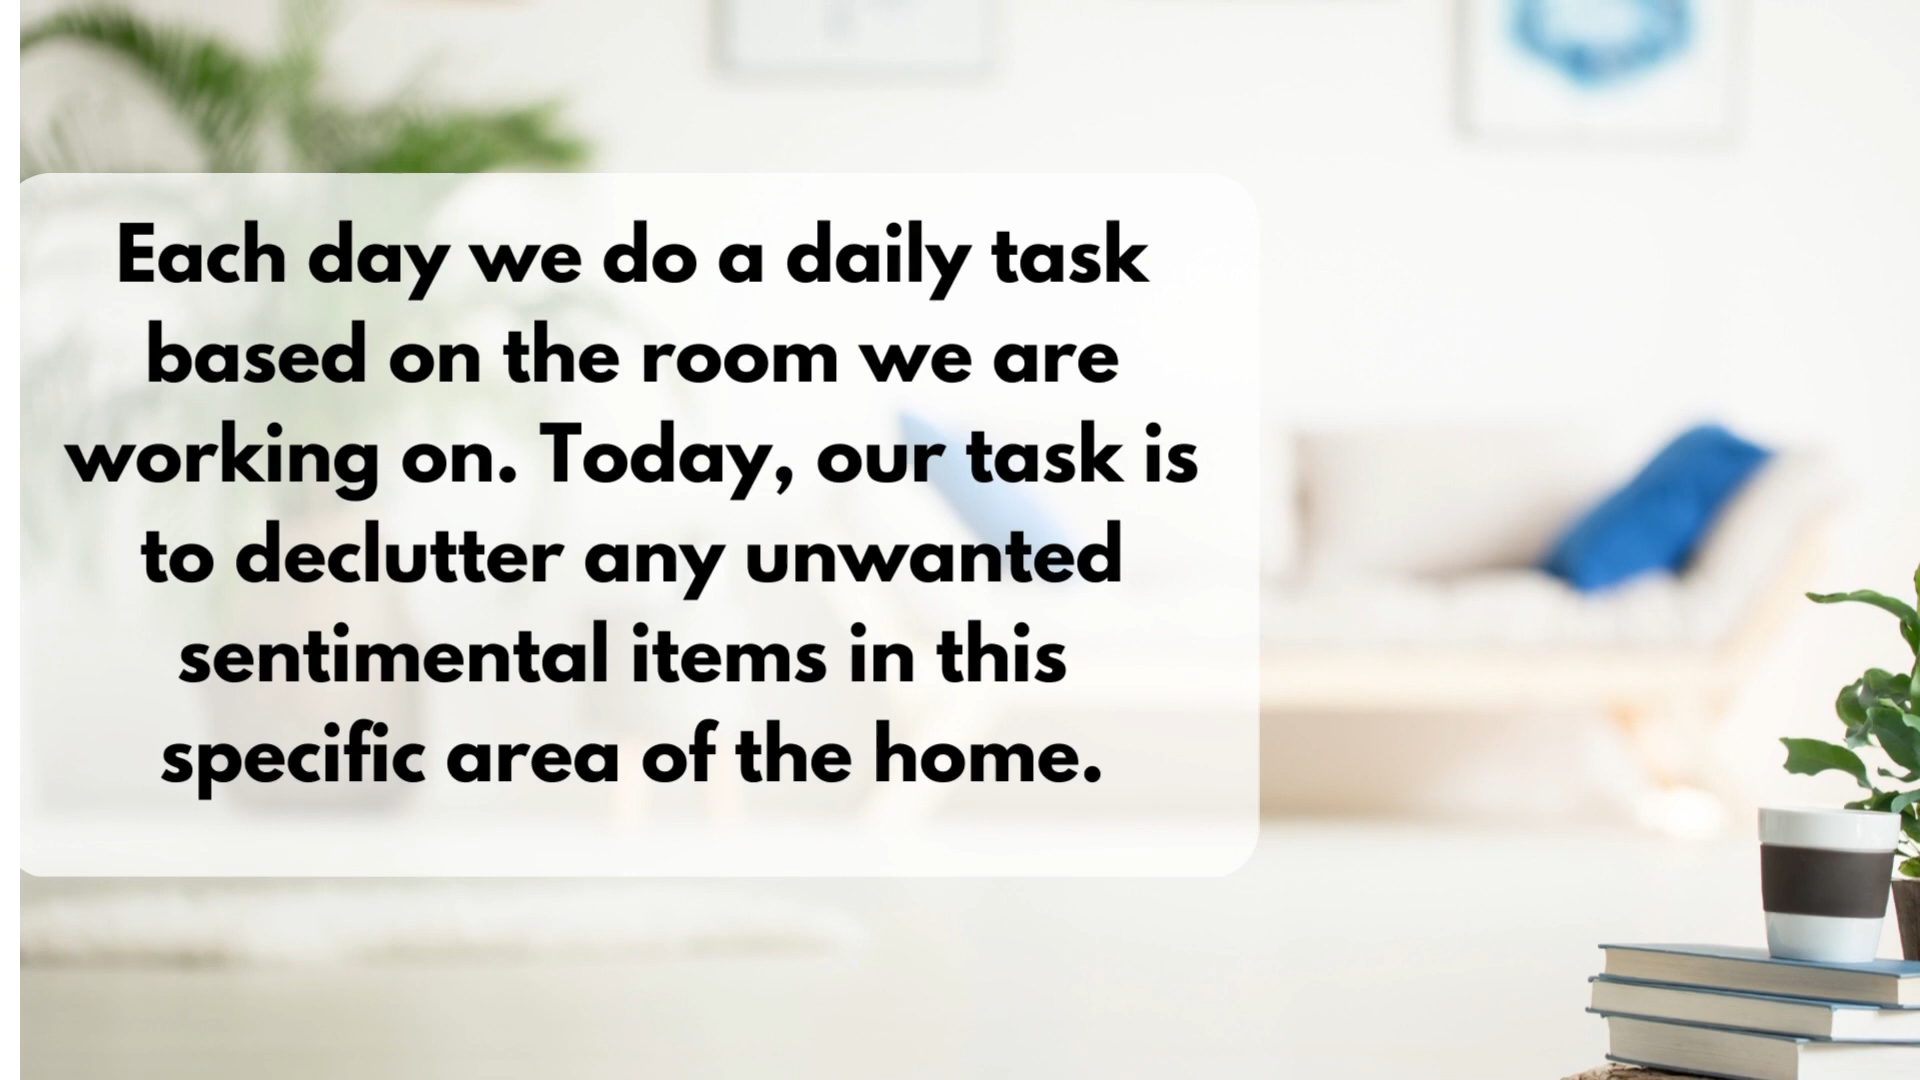 Each day we do a daily task
based on the room we are
working on. Today, our task is
to declutter any unwanted
sentimental items in this
specific area of the home.